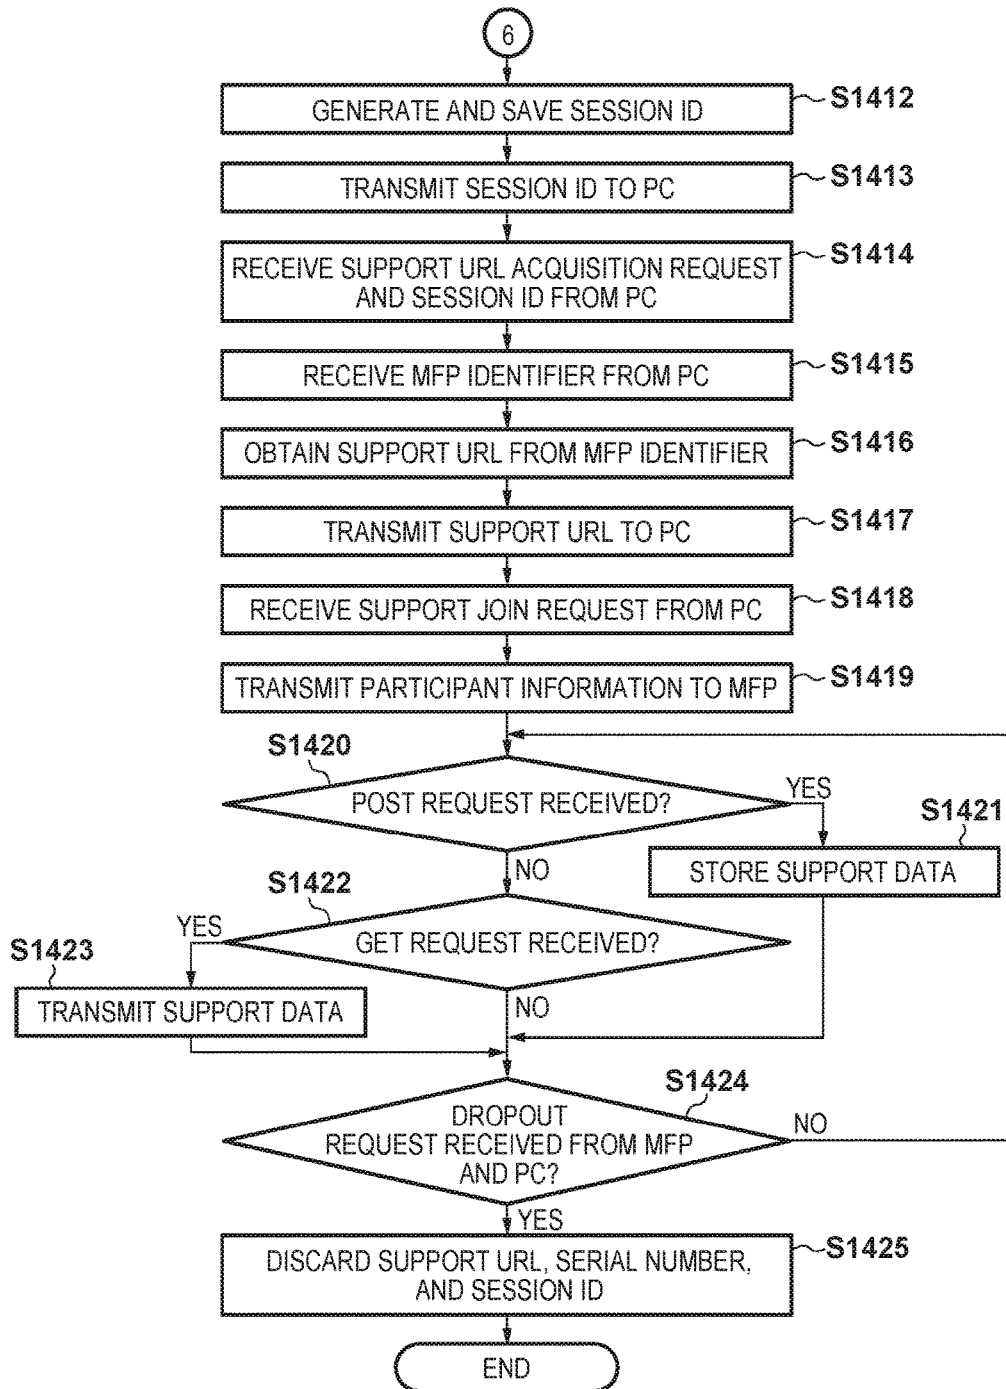 6
GENERATE AND SAVE SESSION ID
S1412
TRANSMIT SESSION ID TO PC
S1413
RECEIVE SUPPORT URL ACQUISITION REQUEST
AND SESSION ID FROM PC
S1414
RECEIVE MFP IDENTIFIER FROM PC
S1415
OBTAIN SUPPORT URL FROM MFP IDENTIFIER
S1416
TRANSMIT SUPPORT URL TO PC
S1417
RECEIVE SUPPORT JOIN REQUEST FROM PC
S1418
TRANSMIT PARTICIPANT INFORMATION TO MFP
S1419
S1420
POST REQUEST RECEIVED?
YES
NO
S1421
STORE SUPPORT DATA
S1422
GET REQUEST RECEIVED?
YES
NO
S1423
TRANSMIT SUPPORT DATA
S1424
DROPOUT
REQUEST RECEIVED FROM MFP
AND PC?
NO
YES
DISCARD SUPPORT URL, SERIAL NUMBER,
AND SESSION ID
S1425
END